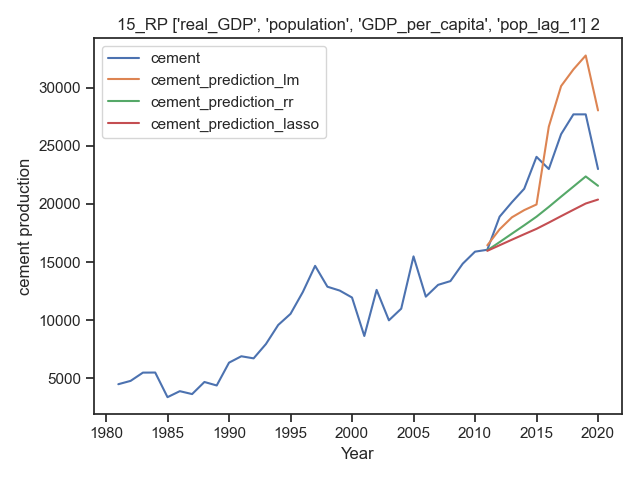 15_RP ['real_GDP', 'population', 'GDP_per_capita', 'pop_lag_1'] 2
cement
cement_prediction_lm
cement_prediction_rr
cement_prediction_lasso
cement production
30000
25000
20000
15000
10000
5000
1980 1985 1990 1995 2000 2005 2010 2015 2020
Year